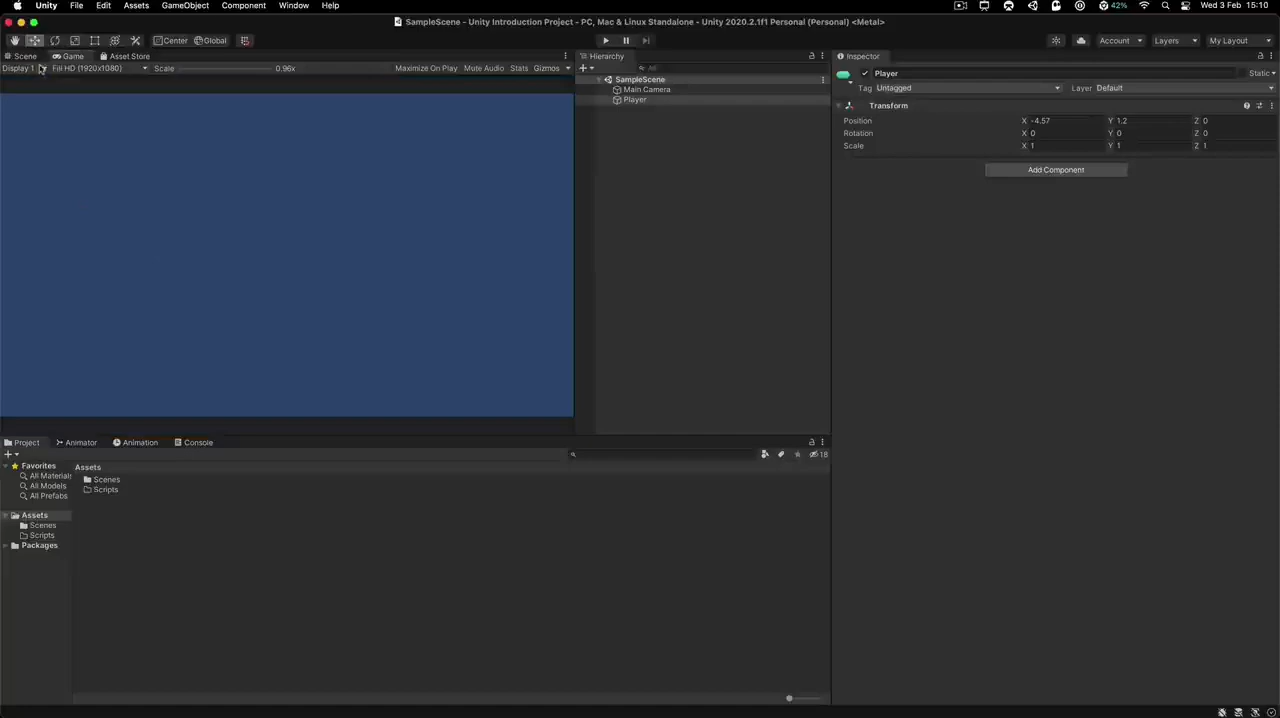 Unity File Edit Assets GameObject Component Window Help 42% Wed 3 Feb 15:10
SampleScene - Unity Introduction Project - PC, Mac & Linux Standalone - Unity 2020.2.1f1 Personal (Personal) <Metal>
Center Global Account Layers My Layout
Scene Game Asset Store
Display 1 Full HD (1920x1080) Scale 0.96x Maximize On Play Mute Audio Stats Gizmos
Hierarchy
All
SampleScene
Main Camera
Player
Inspector
Player Static
Tag Untagged Layer Default
Transform
Position X -4.57 Y 1.2 Z 0
Rotation X 0 Y 0 Z 0
Scale X 1 Y 1 Z 1
Add Component
Project Animator Animation Console
18
Favorites
All Materials
All Models
All Prefabs
Assets
Scenes
Scripts
Packages
Assets
Scenes
Scripts